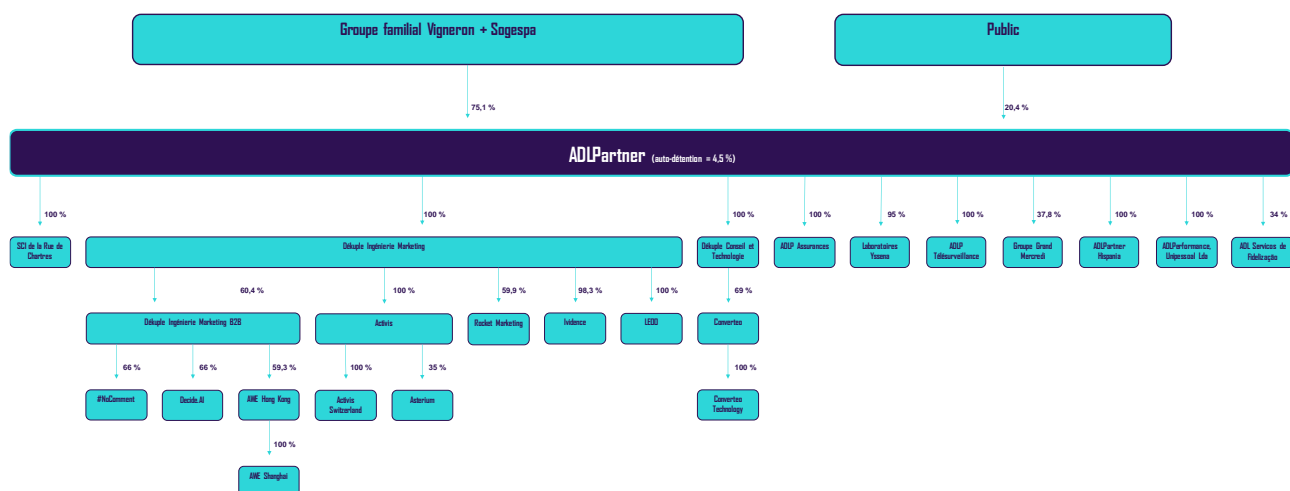 Groupe familial Vigneron + Sogespa
Public
75,1 %
20,4 %
ADLPartner (auto-détention = 4,5 %)
100 %
100 %
100 %
100 %
95 %
100 %
37,8 %
100 %
100 %
34 %
SCI de la Rue de
Chartres
Dékuple Ingénierie Marketing
Dékuple Conseil et
Technologie
ADLP Assurances
Laboratoires
Yssena
ADLP
Télésurveillance
Groupe Grand
Mercredi
ADLPartner
Hispania
ADLPerformance,
Unipessoal Lda
ADL Servicos de
Fidelização
60,4 %
100 %
59,9 %
98,3 %
100 %
69 %
Dékuple Ingénierie Marketing B2B
Activis
Rocket Marketing
Ividence
LEOO
Converteo
66 %
66 %
59,3 %
100 %
35 %
100 %
#NoComment
Decide.AI
AWE Hong Kong
Activis
Switzerland
Asterium
Converteo
Technology
100 %
AWE Shanghai